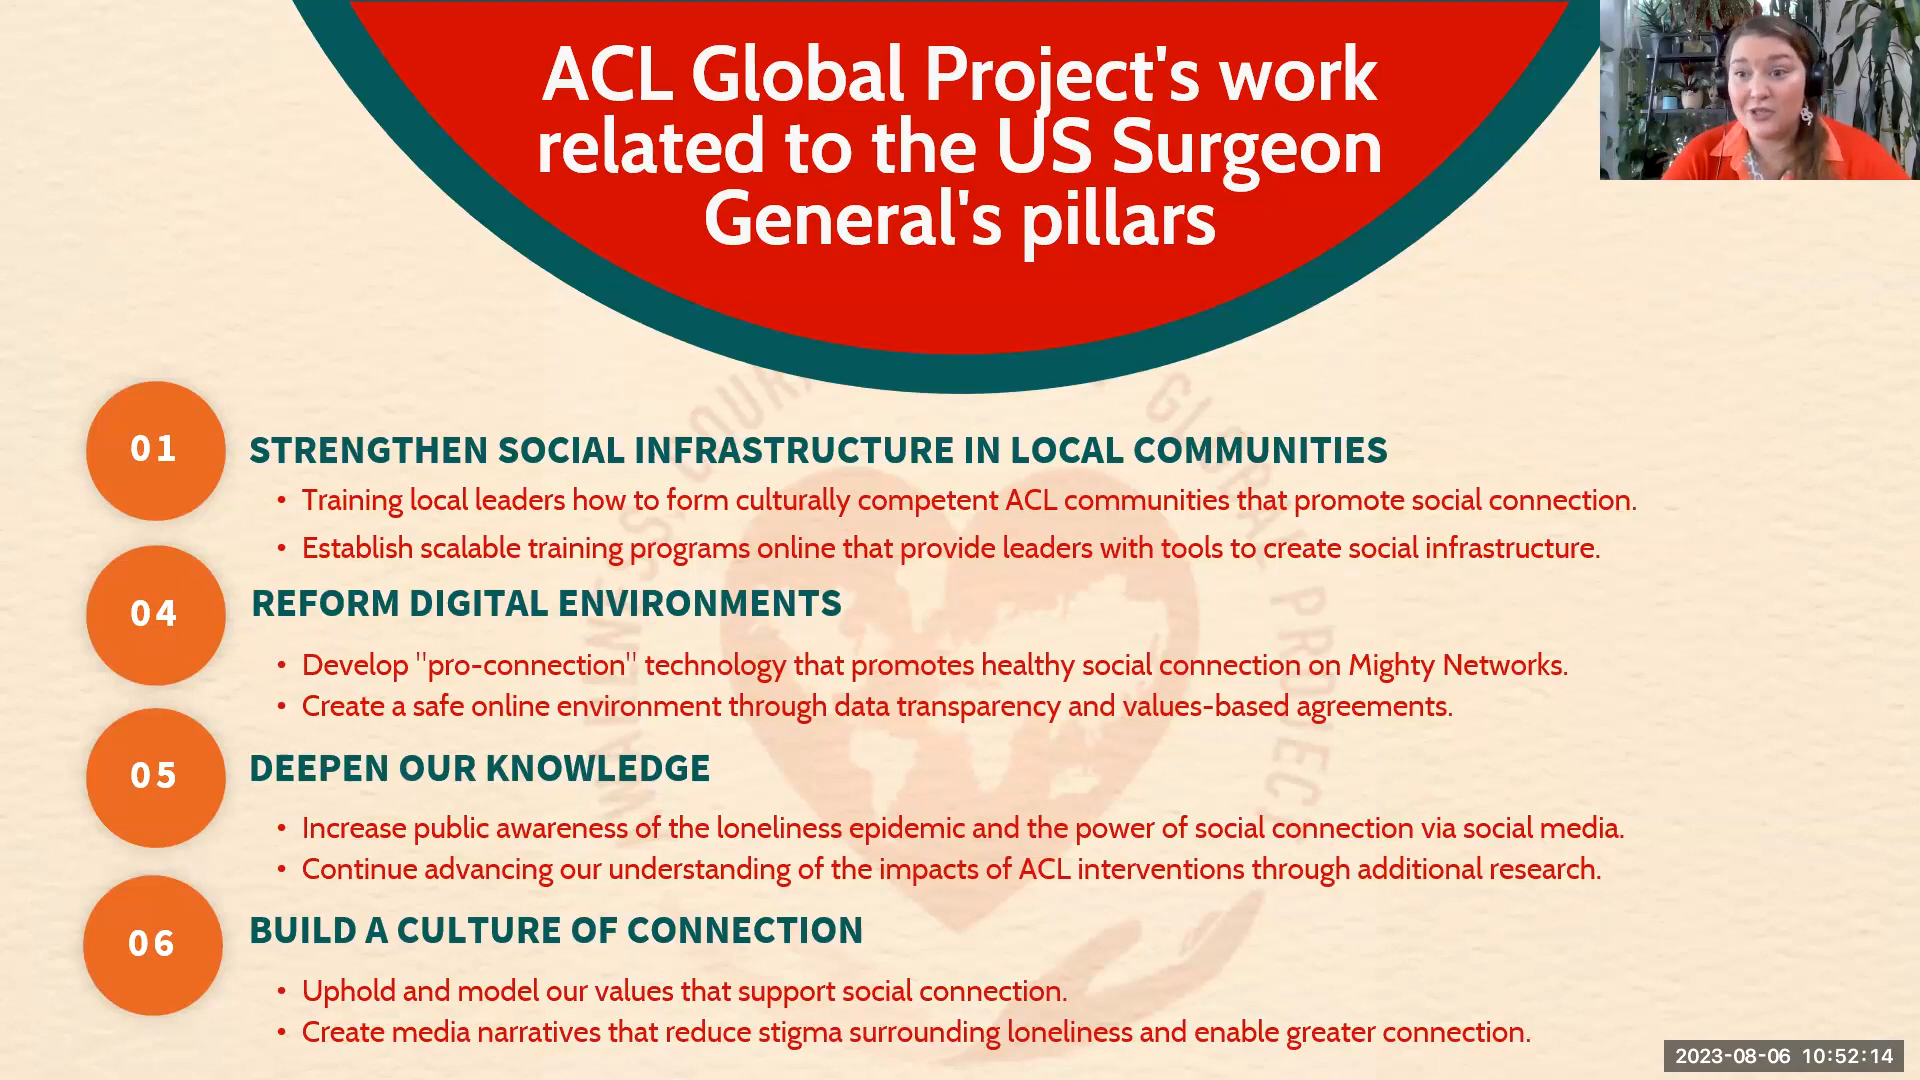 ACL Global Project's work
related to the US Surgeon
General's pillars
01
STRENGTHEN SOCIAL INFRASTRUCTURE IN LOCAL COMMUNITIES
• Training local leaders how to form culturally competent ACL communities that promote social connection.
• Establish scalable training programs online that provide leaders with tools to create social infrastructure.
04
REFORM DIGITAL ENVIRONMENTS
• Develop "pro-connection" technology that promotes healthy social connection on Mighty Networks.
• Create a safe online environment through data transparency and values-based agreements.
05
DEEPEN OUR KNOWLEDGE
• Increase public awareness of the loneliness epidemic and the power of social connection via social media.
• Continue advancing our understanding of the impacts of ACL interventions through additional research.
06
BUILD A CULTURE OF CONNECTION
• Uphold and model our values that support social connection.
• Create media narratives that reduce stigma surrounding loneliness and enable greater connection.
GLOBAL PROJECT
2023-08-06 10:52:14